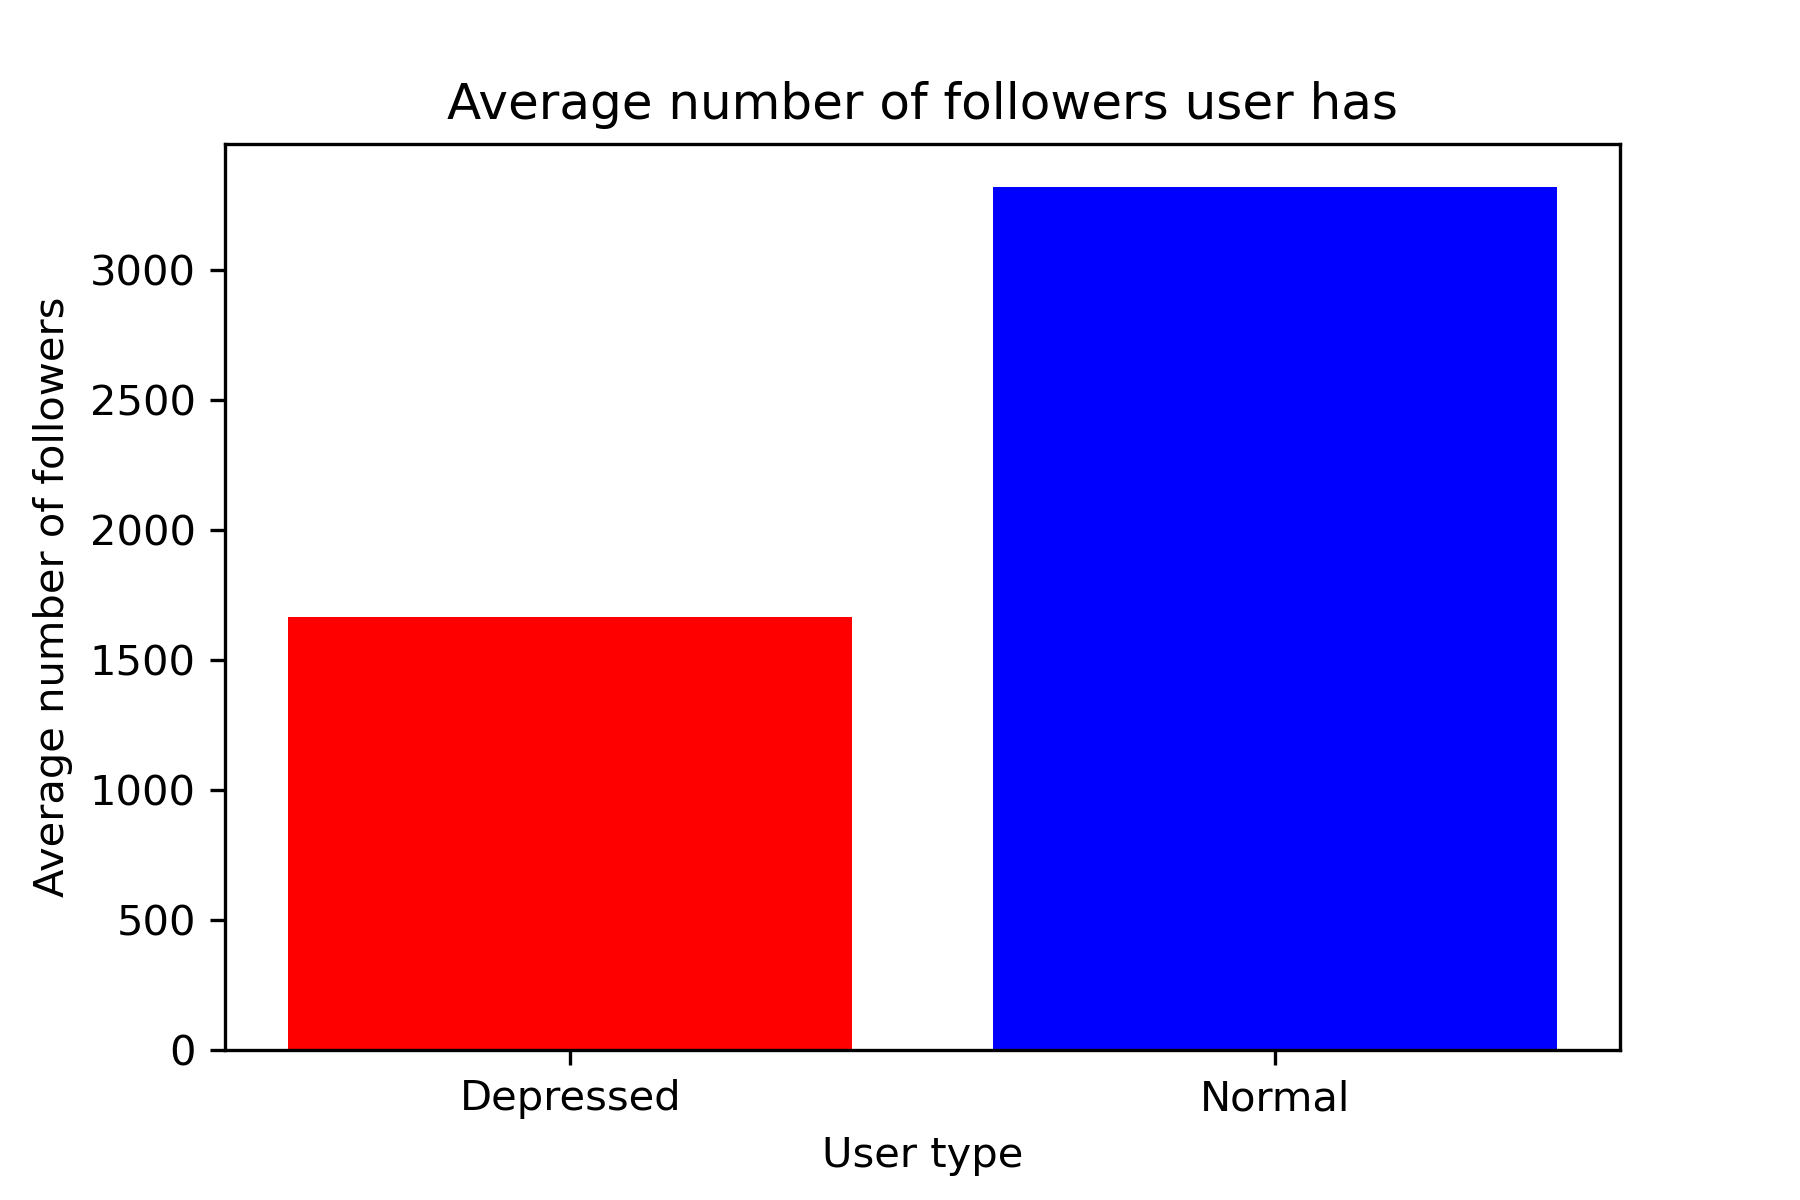 Average number of followers user has
Average number of followers
3000
2500
2000
1500
1000
500
0
Depressed
Normal
User type